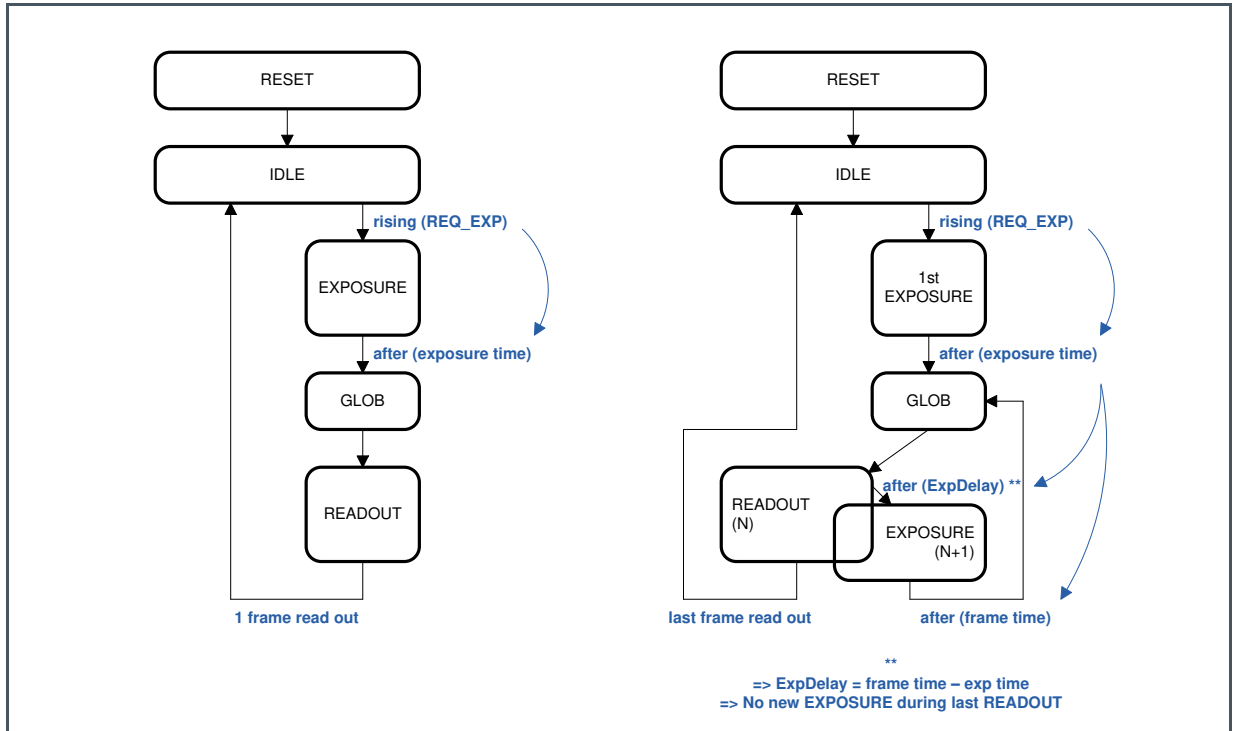 RESET
IDLE
rising (REQ_EXP)
EXPOSURE
after (exposure time)
GLOB
READOUT
1 frame read out
RESET
IDLE
rising (REQ_EXP)
1st
EXPOSURE
after (exposure time)
GLOB
after (ExpDelay) **
READOUT
(N)
EXPOSURE
(N+1)
last frame read out
after (frame time)
**
=> ExpDelay = frame time – exp time
=> No new EXPOSURE during last READOUT